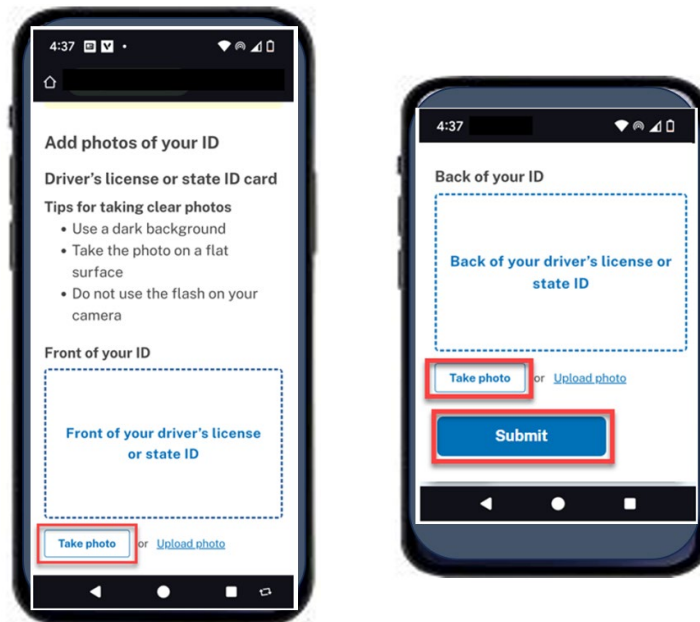 4:37
Add photos of your ID
Driver's license or state ID card
Tips for taking clear photos
• Use a dark background
• Take the photo on a flat
surface
• Do not use the flash on your
camera
Front of your ID
Front of your driver's license
or state ID
Take photo or Upload photo
4:37
Back of your ID
Back of your driver's license or
state ID
Take photo or Upload photo
Submit